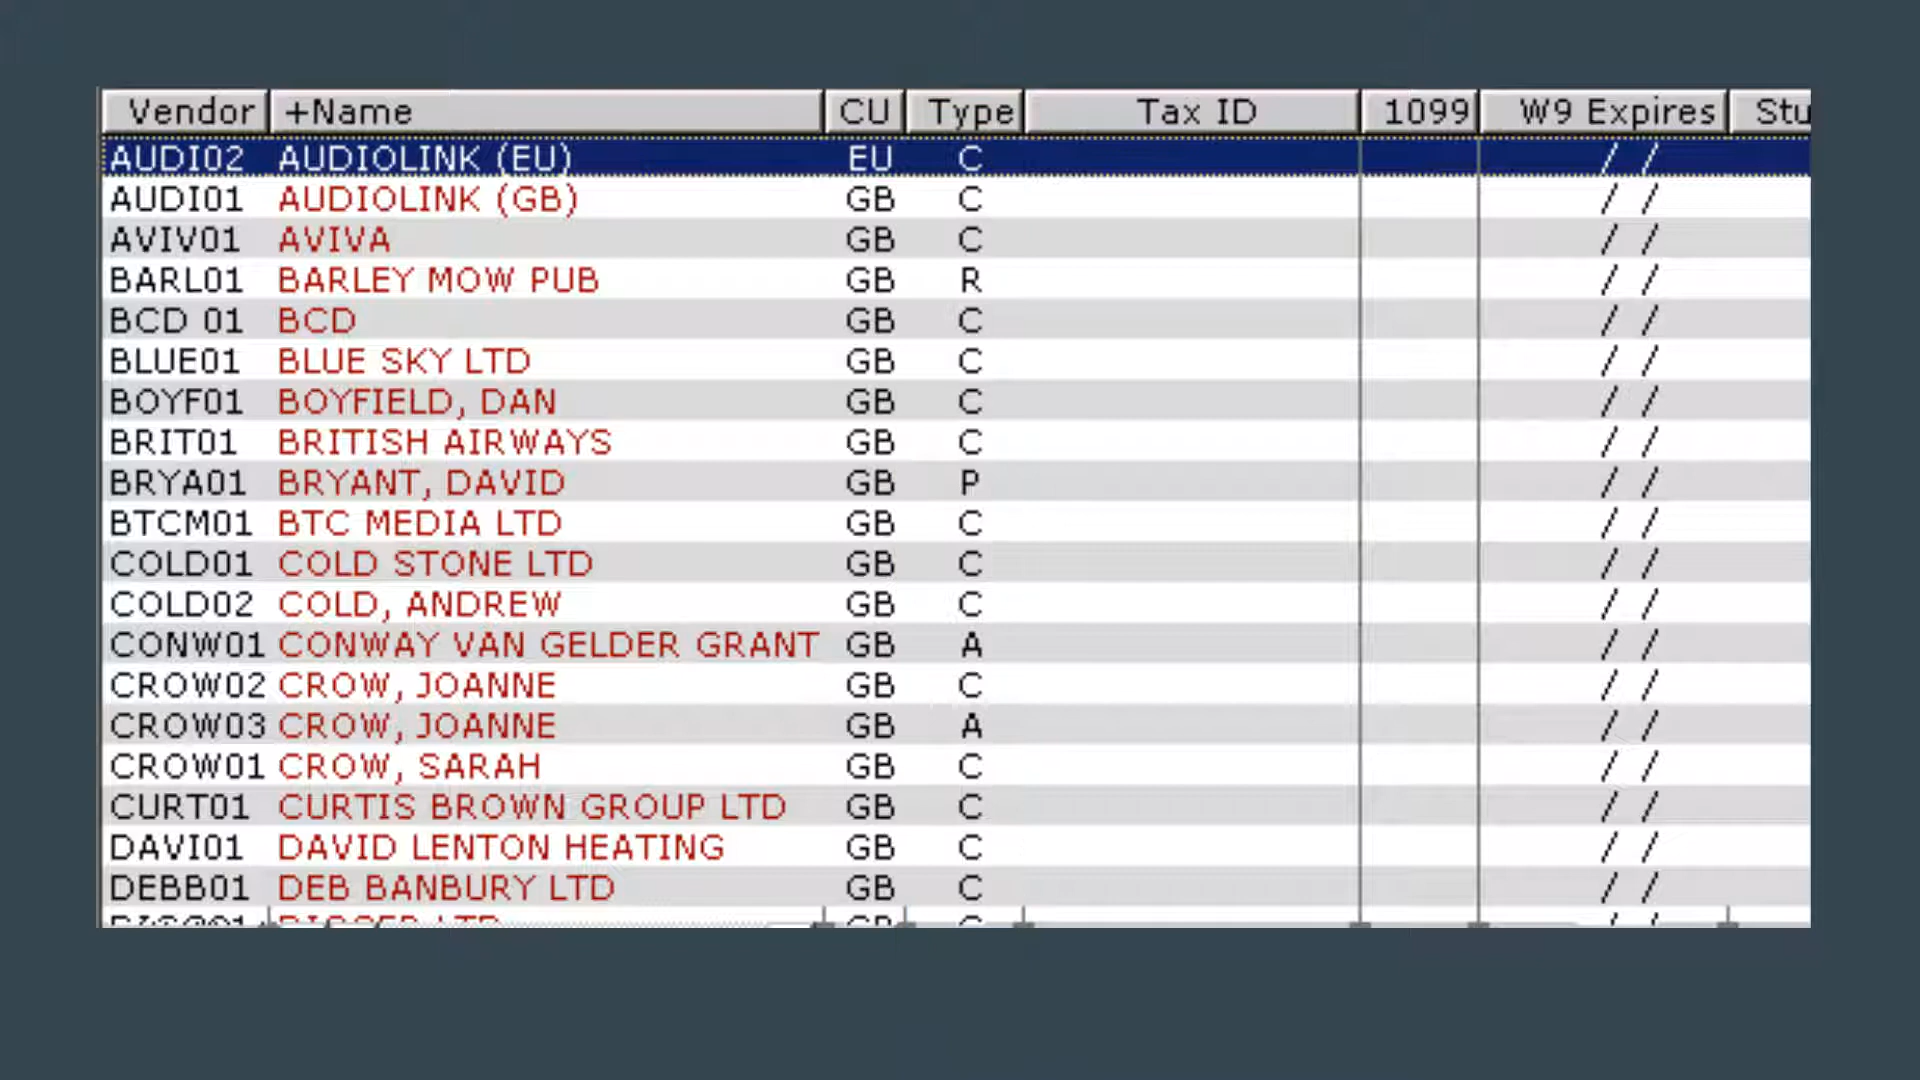 Vendor +Name CU Type Tax ID 1099 W9 Expires Stu
AUDI02 AUDIOLINK (EU) EU C / /
AUDI01 AUDIOLINK (GB) GB C / /
AVIV01 AVIVA GB C / /
BARL01 BARLEY MOW PUB GB R / /
BCD 01 BCD GB C / /
BLUE01 BLUE SKY LTD GB C / /
BOYF01 BOYFIELD, DAN GB C / /
BRIT01 BRITISH AIRWAYS GB C / /
BRYA01 BRYANT, DAVID GB P / /
BTCM01 BTC MEDIA LTD GB C / /
COLD01 COLD STONE LTD GB C / /
COLD02 COLD, ANDREW GB C / /
CONW01 CONWAY VAN GELDER GRANT GB A / /
CROW02 CROW, JOANNE GB C / /
CROW03 CROW, JOANNE GB A / /
CROW01 CROW, SARAH GB C / /
CURT01 CURTIS BROWN GROUP LTD GB C / /
DAVI01 DAVID LENTON HEATING GB C / /
DEBB01 DEB BANBURY LTD GB C / /